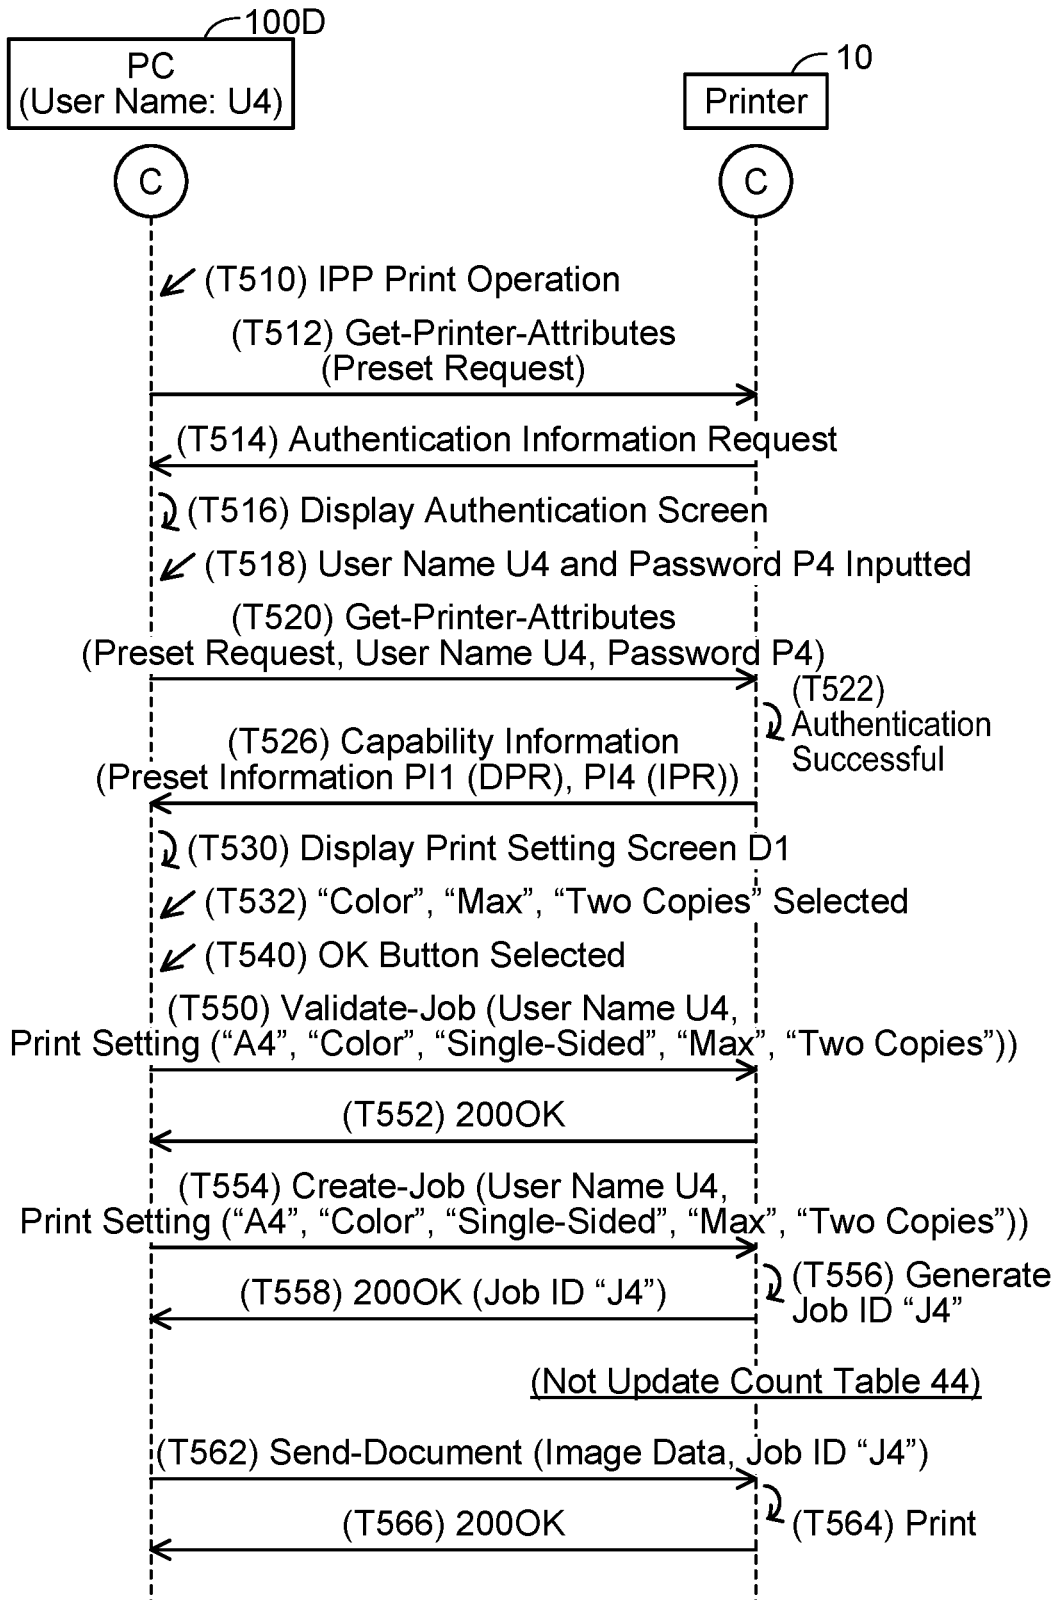 100D
PC
(User Name: U4)
10
Printer
C
C
(T510) IPP Print Operation
(T512) Get-Printer-Attributes
(Preset Request)
(T514) Authentication Information Request
(T516) Display Authentication Screen
(T518) User Name U4 and Password P4 Inputted
(T520) Get-Printer-Attributes
(Preset Request, User Name U4, Password P4)
(T522)
Authentication
Successful
(T526) Capability Information
(Preset Information PI1 (DPR), PI4 (IPR))
(T530) Display Print Setting Screen D1
(T532) “Color”, “Max”, “Two Copies” Selected
(T540) OK Button Selected
(T550) Validate-Job (User Name U4,
Print Setting (“A4”, “Color”, “Single-Sided”, “Max”, “Two Copies”))
(T552) 200OK
(T554) Create-Job (User Name U4,
Print Setting (“A4”, “Color”, “Single-Sided”, “Max”, “Two Copies”))
(T556) Generate
Job ID “J4”
(T558) 200OK (Job ID “J4”)
(Not Update Count Table 44)
(T562) Send-Document (Image Data, Job ID “J4”)
(T564) Print
(T566) 200OK